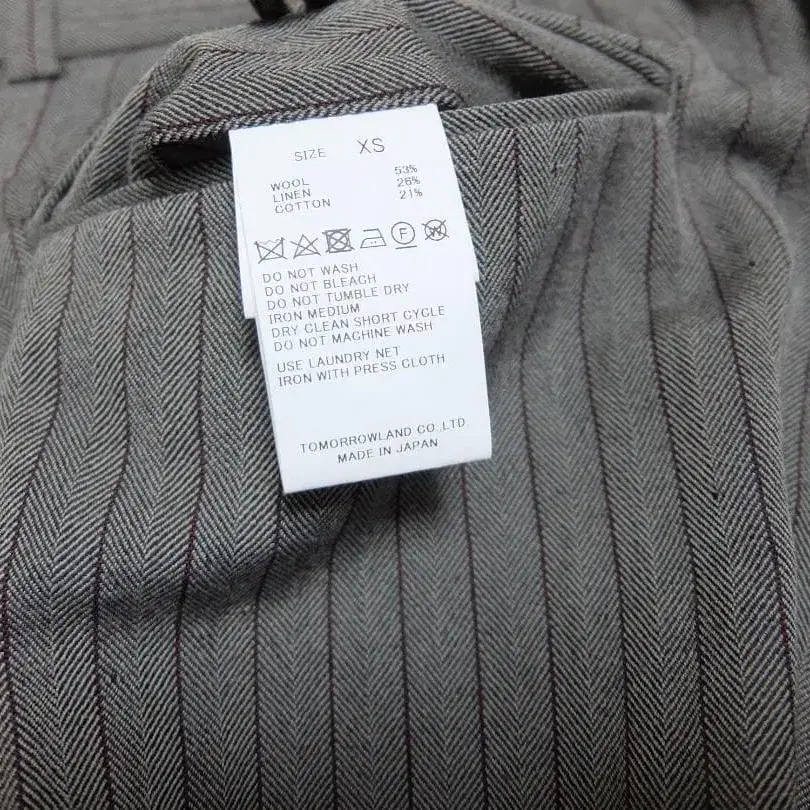 SIZE XS
WOOL 53%
LINEN 26%
COTTON 21%
F W
DO NOT WASH
DO NOT BLEAGH
DO NOT TUMBLE DRY
IRON MEDIUM
DRY CLEAN SHORT CYCLE
DO NOT MACHINE WASH
USE LAUNDRY NET
IRON WITH PRESS CLOTH
TOMORROWLAND CO.,LTD
MADE IN JAPAN